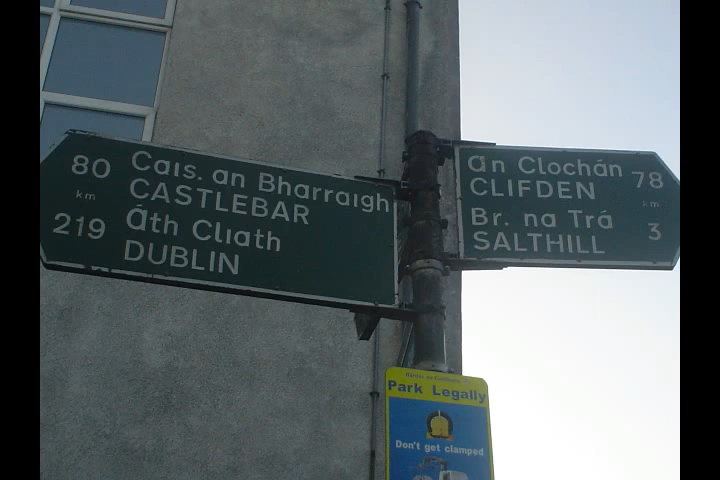 80 Cais. an Bharraigh
km CASTLEBAR
219 Áth Cliath
DUBLIN
An Clochán 78
CLIFDEN km
Br. na Trá 3
SALTHILL
Park Legally
Don't get clamped